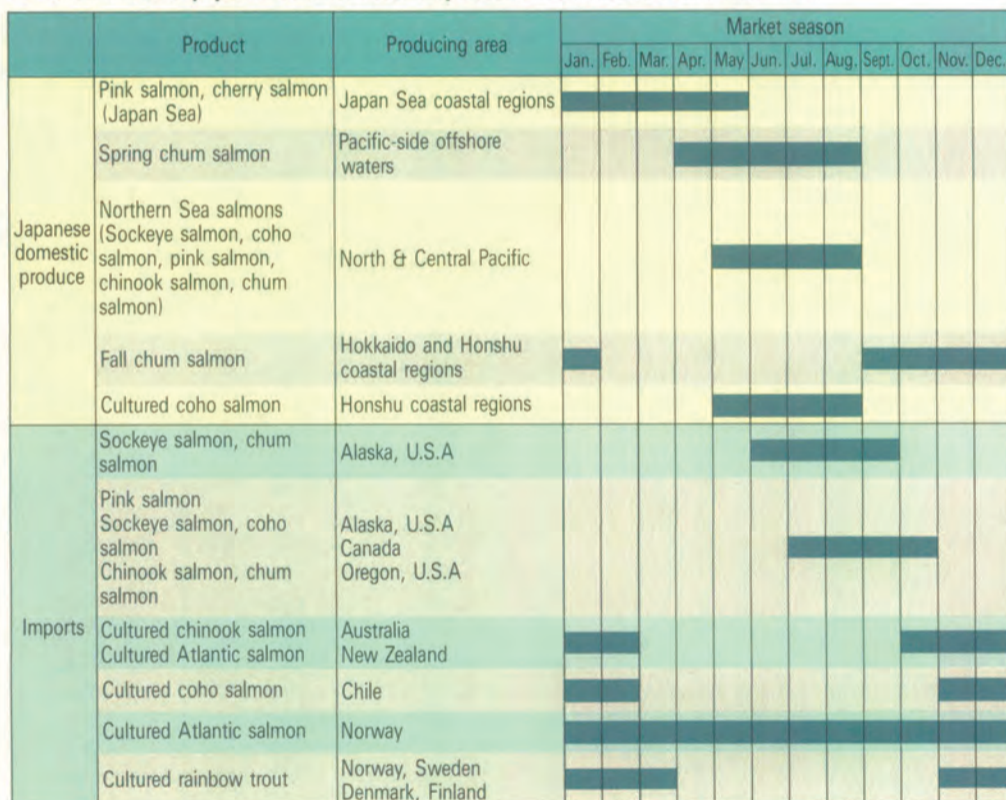 Market season
Product
Producing area
Jan. Feb. Mar. Apr. May Jun. Jul. Aug. Sept. Oct. Nov. Dec.
Japanese
domestic
produce
Pink salmon, cherry salmon
(Japan Sea)
Japan Sea coastal regions
Spring chum salmon
Pacific-side offshore
waters
Northern Sea salmons
(Sockeye salmon, coho
salmon, pink salmon,
chinook salmon, chum
salmon)
North & Central Pacific
Fall chum salmon
Hokkaido and Honshu
coastal regions
Cultured coho salmon
Honshu coastal regions
Imports
Sockeye salmon, chum
salmon
Alaska, U.S.A
Pink salmon
Sockeye salmon, coho
salmon
Chinook salmon, chum
salmon
Alaska, U.S.A
Canada
Oregon, U.S.A
Cultured chinook salmon
Cultured Atlantic salmon
Australia
New Zealand
Cultured coho salmon
Chile
Cultured Atlantic salmon
Norway
Cultured rainbow trout
Norway, Sweden
Denmark, Finland